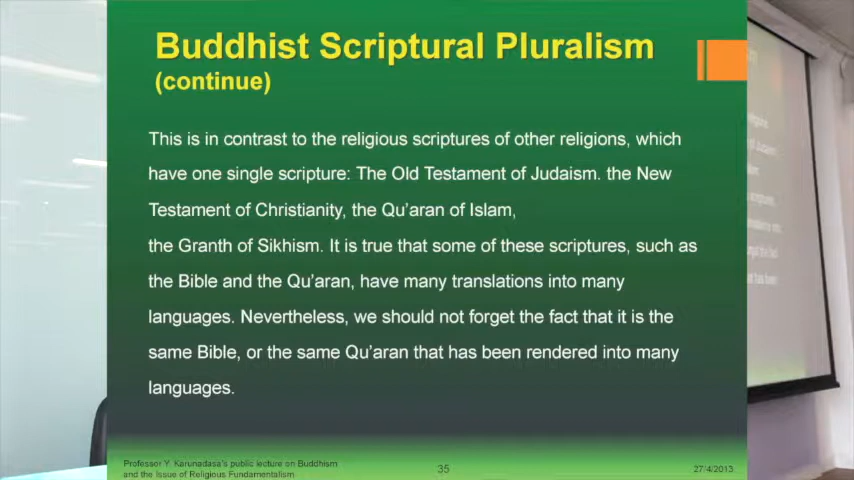 Buddhist Scriptural Pluralism
(continue)
This is in contrast to the religious scriptures of other religions, which
have one single scripture: The Old Testament of Judaism. the New
Testament of Christianity, the Qu’aran of Islam,
the Granth of Sikhism. It is true that some of these scriptures, such as
the Bible and the Qu’aran, have many translations into many
languages. Nevertheless, we should not forget the fact that it is the
same Bible, or the same Qu’aran that has been rendered into many
languages.
Professor Y. Karunadasa's public lecture on Buddhism
and the Issue of Religious Fundamentalism
35
27/4/2013